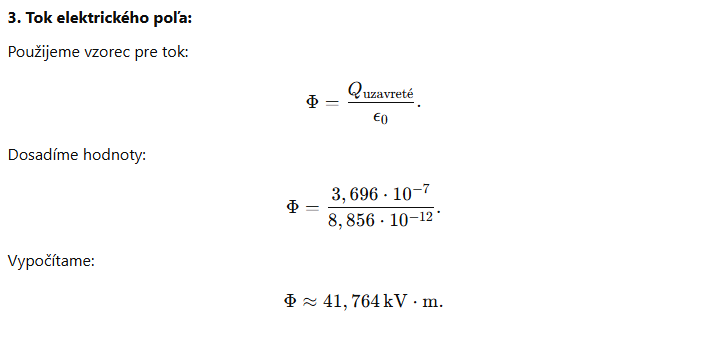 3. Tok elektrického poľa:
Použijeme vzorec pre tok:
Φ = Q_uzavreté / ϵ₀ .
Dosadíme hodnoty:
Φ = 3,696 · 10⁻⁷ / 8,856 · 10⁻¹² .
Vypočítame:
Φ ≈ 41,764 kV · m.